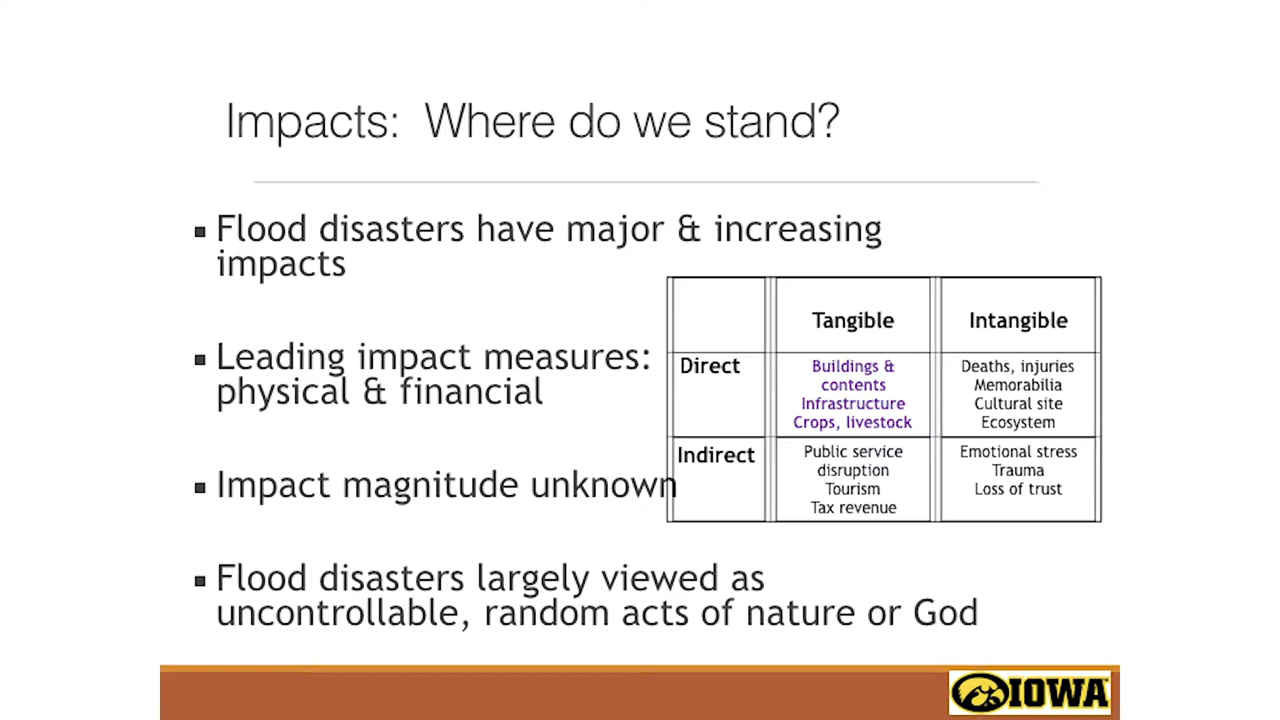 Impacts: Where do we stand?
▪ Flood disasters have major & increasing
impacts
▪ Leading impact measures:
physical & financial
▪ Impact magnitude unknown
▪ Flood disasters largely viewed as
uncontrollable, random acts of nature or God
Tangible Intangible
Direct
Buildings &
contents
Infrastructure
Crops, livestock
Deaths, injuries
Memorabilia
Cultural site
Ecosystem
Indirect
Public service
disruption
Tourism
Tax revenue
Emotional stress
Trauma
Loss of trust
IOWA